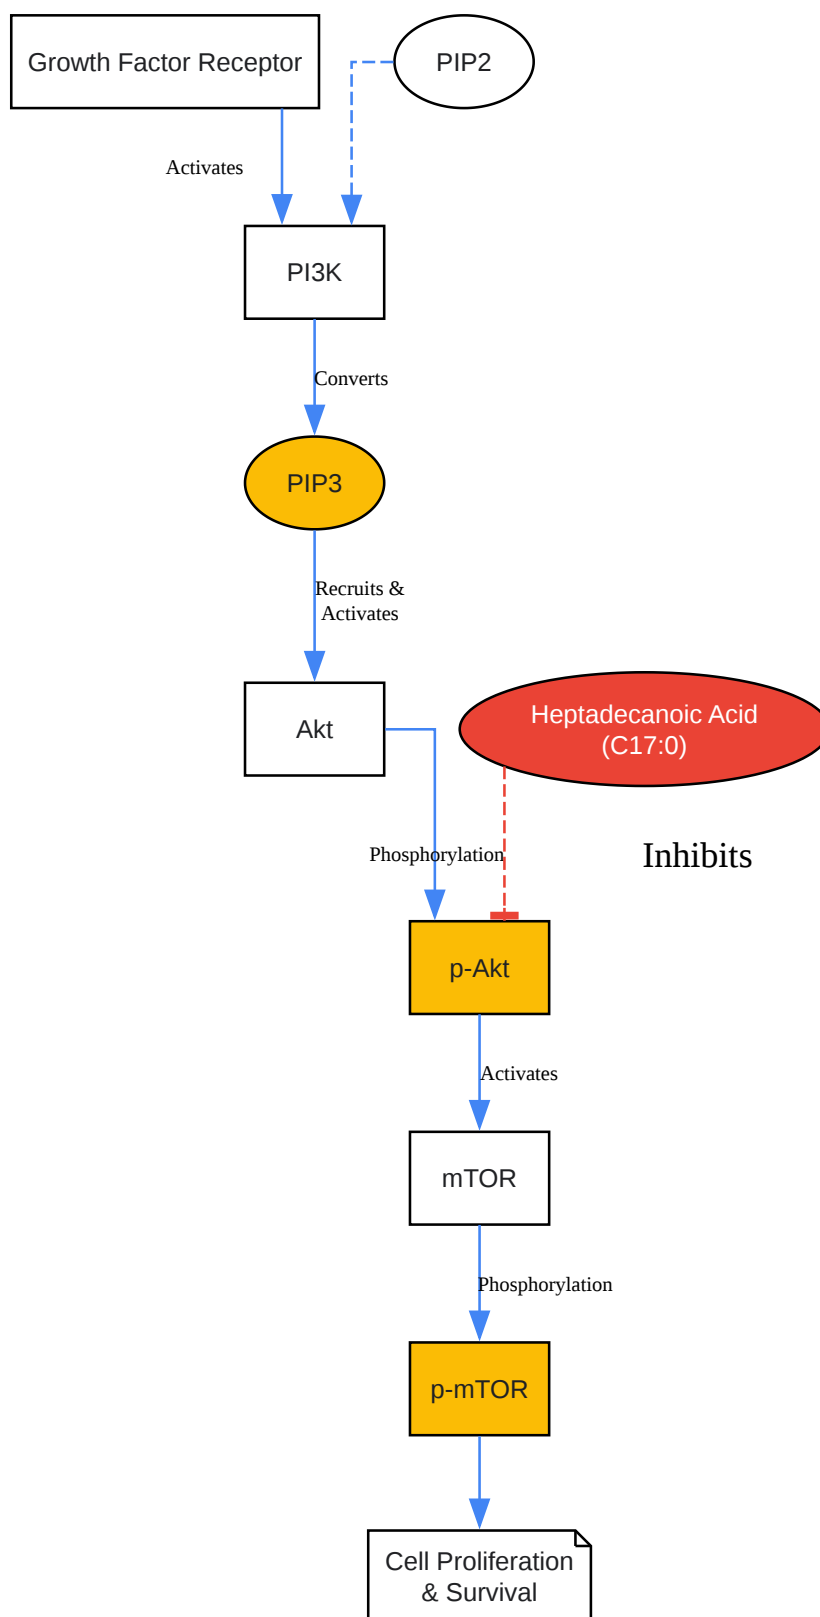 Growth Factor Receptor
PIP2
Activates
PI3K
Converts
PIP3
Recruits &
Activates
Akt
Heptadecanoic Acid
(C17:0)
Phosphorylation
Inhibits
p-Akt
Activates
mTOR
Phosphorylation
p-mTOR
Cell Proliferation
& Survival